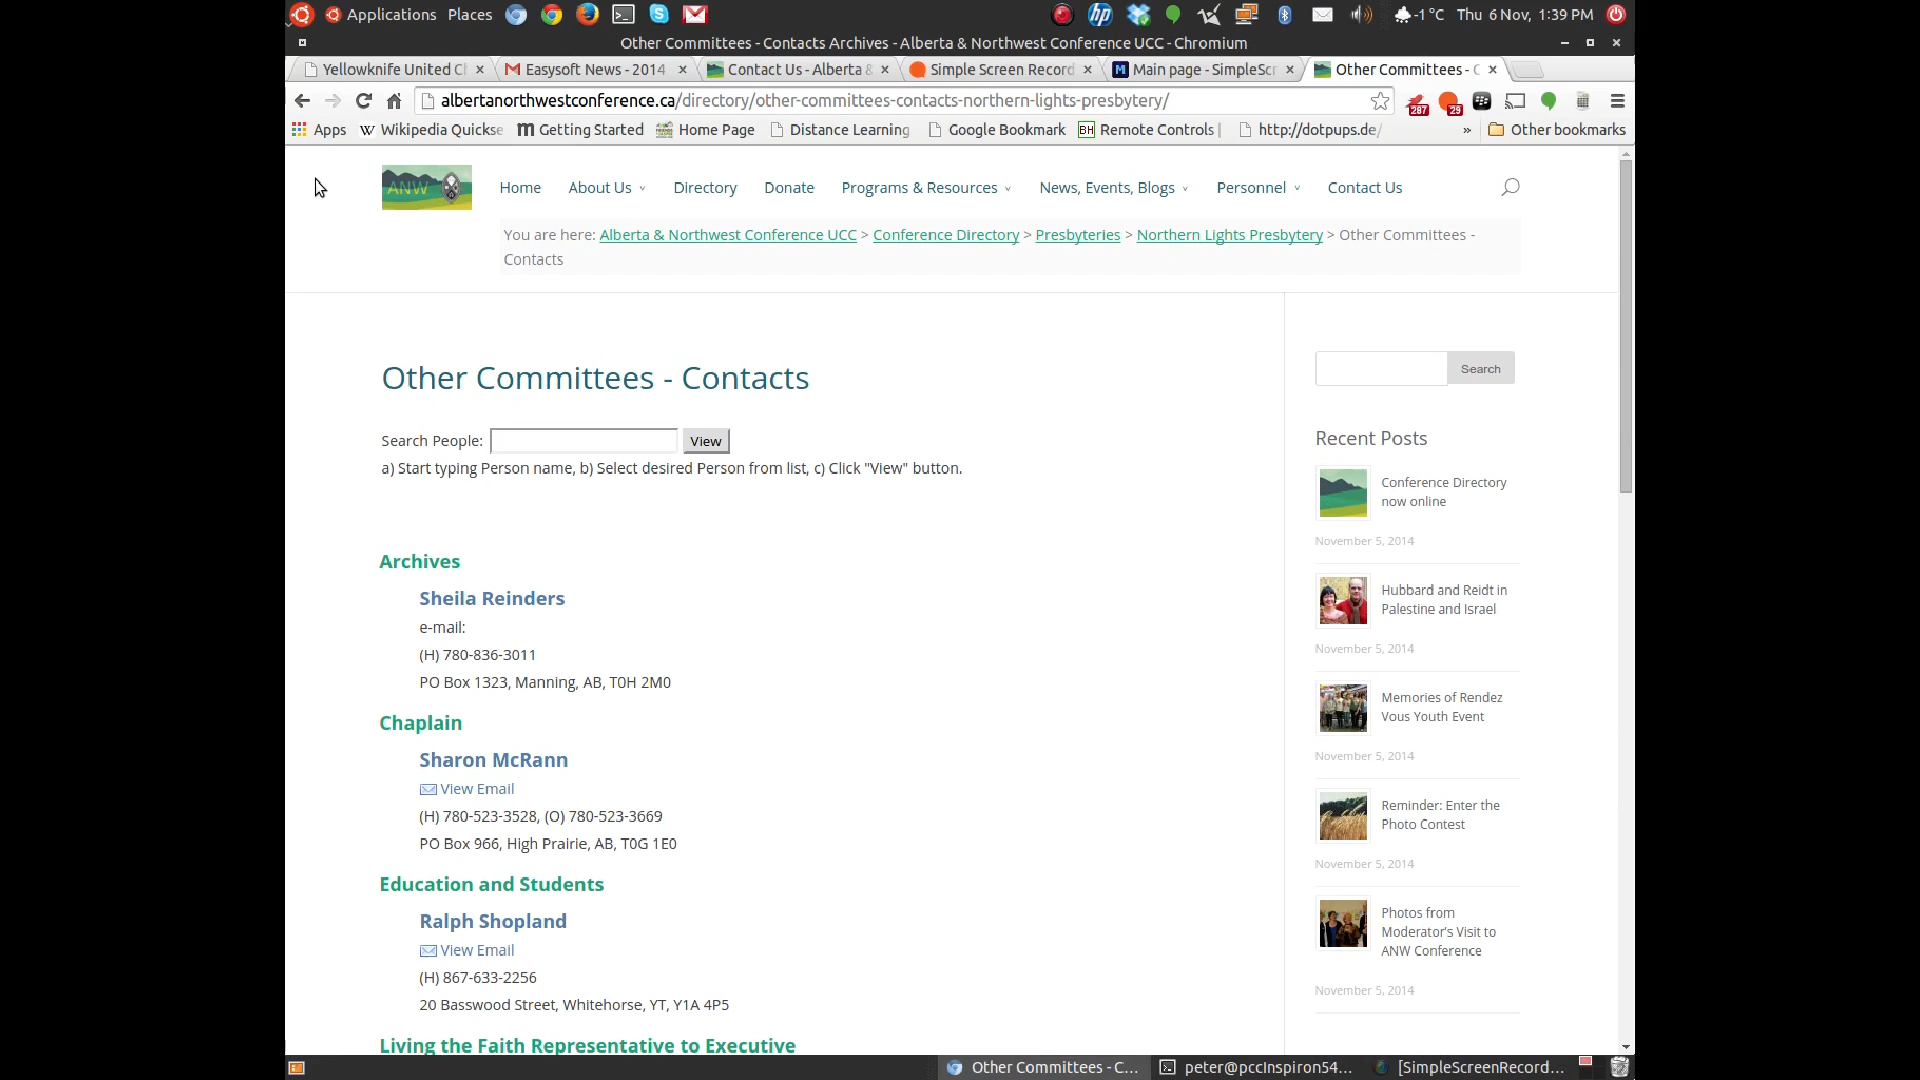 Applications Places -1 °C Thu 6 Nov, 1:39 PM
Other Committees - Contacts Archives - Alberta & Northwest Conference UCC - Chromium
Yellowknife United Ch Easysoft News - 2014 Contact Us - Alberta & Simple Screen Record Main page - SimpleScr Other Committees - C
albertanorthwestconference.ca/directory/other-committees-contacts-northern-lights-presbytery/ 287 29
Apps Wikipedia Quickse Getting Started Home Page Distance Learning Google Bookmark BH Remote Controls | http://dotpups.de/ » Other bookmarks
ANW Home About Us Directory Donate Programs & Resources News, Events, Blogs Personnel Contact Us
You are here: Alberta & Northwest Conference UCC > Conference Directory > Presbyteries > Northern Lights Presbytery > Other Committees -
Contacts
Other Committees - Contacts
Search People: View
a) Start typing Person name, b) Select desired Person from list, c) Click "View" button.
Archives
Sheila Reinders
e-mail:
(H) 780-836-3011
PO Box 1323, Manning, AB, T0H 2M0
Chaplain
Sharon McRann
View Email
(H) 780-523-3528, (O) 780-523-3669
PO Box 966, High Prairie, AB, T0G 1E0
Education and Students
Ralph Shopland
View Email
(H) 867-633-2256
20 Basswood Street, Whitehorse, YT, Y1A 4P5
Living the Faith Representative to Executive
Search
Recent Posts
Conference Directory
now online
November 5, 2014
Hubbard and Reidt in
Palestine and Israel
November 5, 2014
Memories of Rendez
Vous Youth Event
November 5, 2014
Reminder: Enter the
Photo Contest
November 5, 2014
Photos from
Moderator's Visit to
ANW Conference
November 5, 2014
Other Committees - C... peter@pccInspiron54... [SimpleScreenRecord...